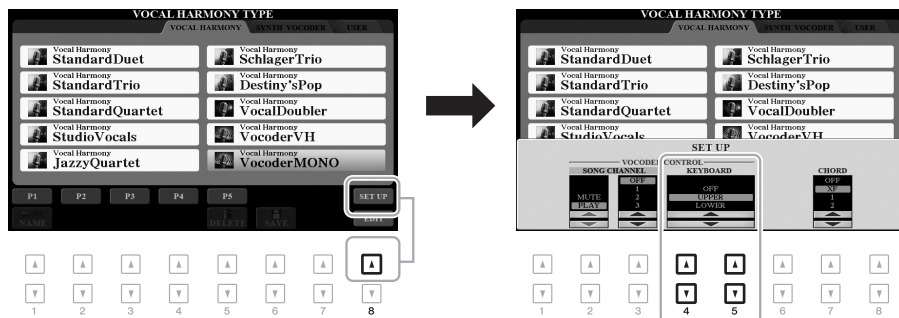 VOCAL HARMONY TYPE
VOCAL HARMONY SYNTH VOCODER USER
Vocal Harmony
StandardDuet
Vocal Harmony
SchlagerTrio
Vocal Harmony
StandardTrio
Vocal Harmony
Destiny'sPop
Vocal Harmony
StandardQuartet
Vocal Harmony
VocalDoubler
Vocal Harmony
StudioVocals
Vocal Harmony
VocoderVH
Vocal Harmony
JazzyQuartet
Vocal Harmony
VocoderMONO
P1 P2 P3 P4 P5 SET UP
NAME DELETE SAVE EDIT
1 2 3 4 5 6 7 8
VOCAL HARMONY TYPE
VOCAL HARMONY SYNTH VOCODER USER
Vocal Harmony
StandardDuet
Vocal Harmony
SchlagerTrio
Vocal Harmony
StandardTrio
Vocal Harmony
Destiny'sPop
Vocal Harmony
StandardQuartet
Vocal Harmony
VocalDoubler
Vocal Harmony
StudioVocals
Vocal Harmony
VocoderVH
SET UP
VOCODER CONTROL
SONG CHANNEL KEYBOARD CHORD
MUTE
PLAY
OFF
1
2
3
OFF
UPPER
LOWER
OFF
XF
1
2
1 2 3 4 5 6 7 8